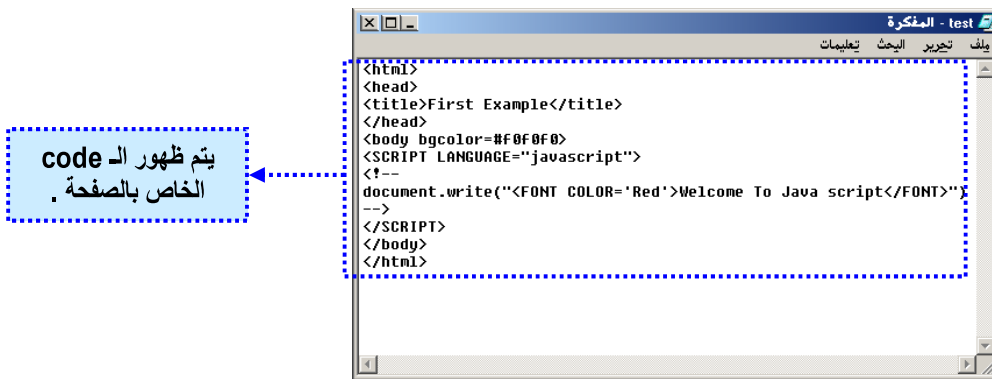 test - المفكرة
ملف تحرير البحث تعليمات
<html>
<head>
<title>First Example</title>
</head>
<body bgcolor=#f0f0f0>
<SCRIPT LANGUAGE="javascript">
<!--
document.write("<FONT COLOR='Red'>Welcome To Java script</FONT>")
-->
</SCRIPT>
</body>
</html>
يتم ظهور الـ code
الخاص بالصفحة .